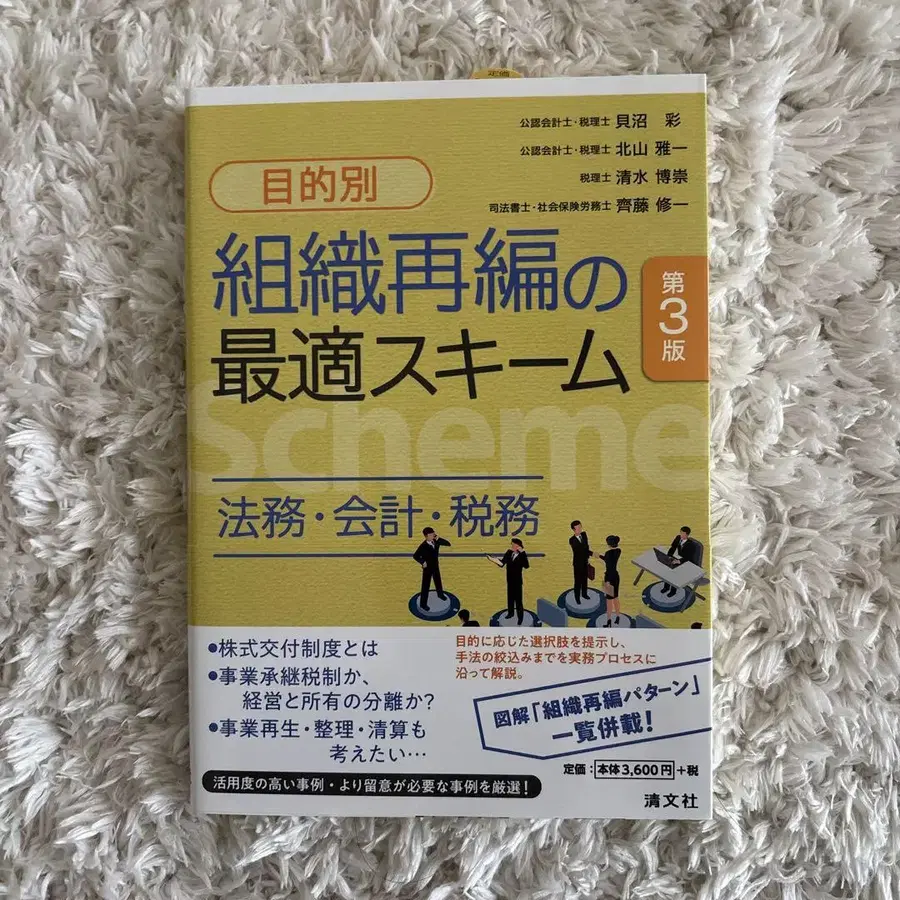 定価
公認会計士・税理士 貝沼 彩
公認会計士・税理士 北山 雅一
税理士 清水 博崇
司法書士・社会保険労務士 齊藤 修一
目的別
組織再編の
最適スキーム
第3版
Scheme
法務・会計・税務
●株式交付制度とは
●事業承継税制か、
経営と所有の分離か?
●事業再生・整理・清算も
考えたい…
目的に応じた選択肢を提示し、
手法の絞込みまでを実務プロセスに
沿って解説。
図解「組織再編パターン」
一覧併載!
活用度の高い事例・より留意が必要な事例を厳選!
定価:本体3,600円+税
清文社